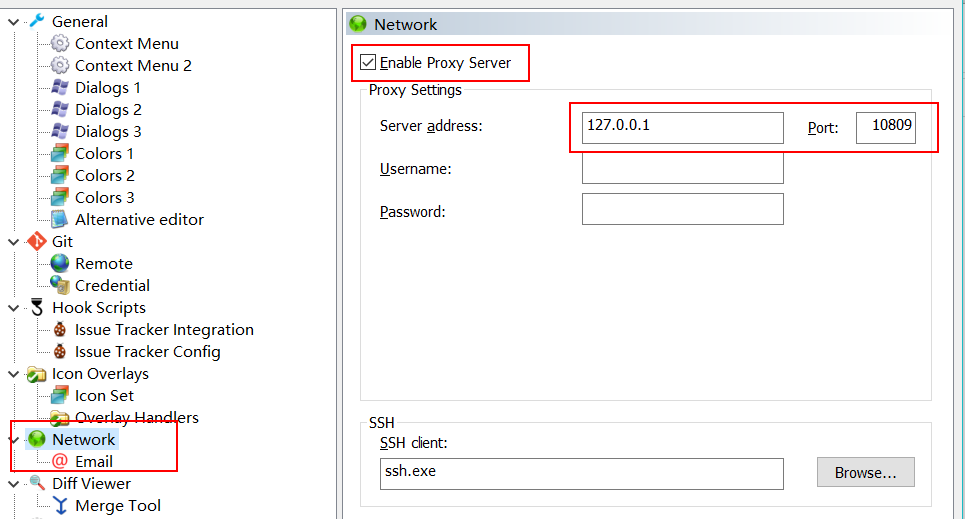 General
Context Menu
Context Menu 2
Dialogs 1
Dialogs 2
Dialogs 3
Colors 1
Colors 2
Colors 3
Alternative editor
Git
Remote
Credential
Hook Scripts
Issue Tracker Integration
Issue Tracker Config
Icon Overlays
Icon Set
Overlay Handlers
Network
Email
Diff Viewer
Merge Tool
Network
Enable Proxy Server
Proxy Settings
Server address: 127.0.0.1 Port: 10809
Username:
Password:
SSH
SSH client:
ssh.exe Browse...